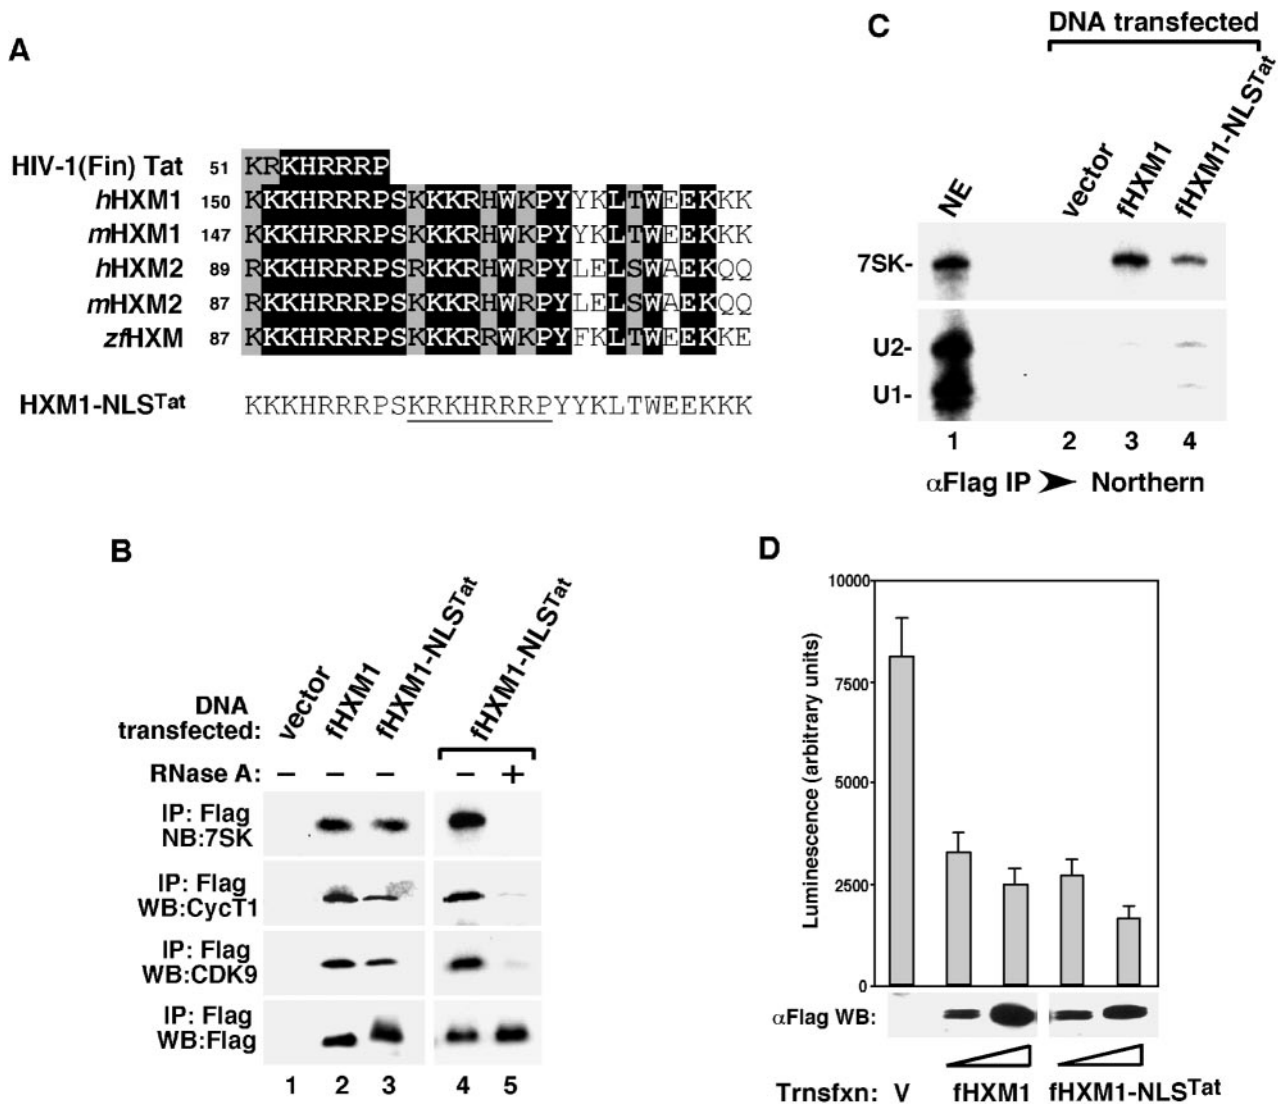 A
HIV-1(Fin) Tat 51 KRKHRRRP
hHXM1 150 KKKHRRRPSKKKRHWKPYYKLTWEEKKK
mHXM1 147 KKKHRRRPSKKKRHWKPYYKLTWEEKKK
hHXM2 89 RKKHRRRPSRKKRHWRPYLELSWAEKQQ
mHXM2 87 RKKHRRRPSRKKRHWRPYLELSWAEKQQ
zfHXM 87 KKKHRRRPSKKKRRWKPYFKLTWEEKKE
HXM1-NLSTat KKKHRRRPSKRKHRRRPYYKLTWEEKKK
C
DNA transfected
NE vector fHXM1 fHXM1-NLSTat
7SK-
U2-
U1-
1 2 3 4
αFlag IP ➤ Northern
B
DNA
transfected: vector fHXM1 fHXM1-NLSTat fHXM1-NLSTat
RNase A: – – – – +
IP: Flag
NB:7SK
IP: Flag
WB:CycT1
IP: Flag
WB:CDK9
IP: Flag
WB:Flag
1 2 3 4 5
D
Luminescence (arbitrary units)
10000
7500
5000
2500
0
αFlag WB:
Trnsfxn: V fHXM1 fHXM1-NLSTat